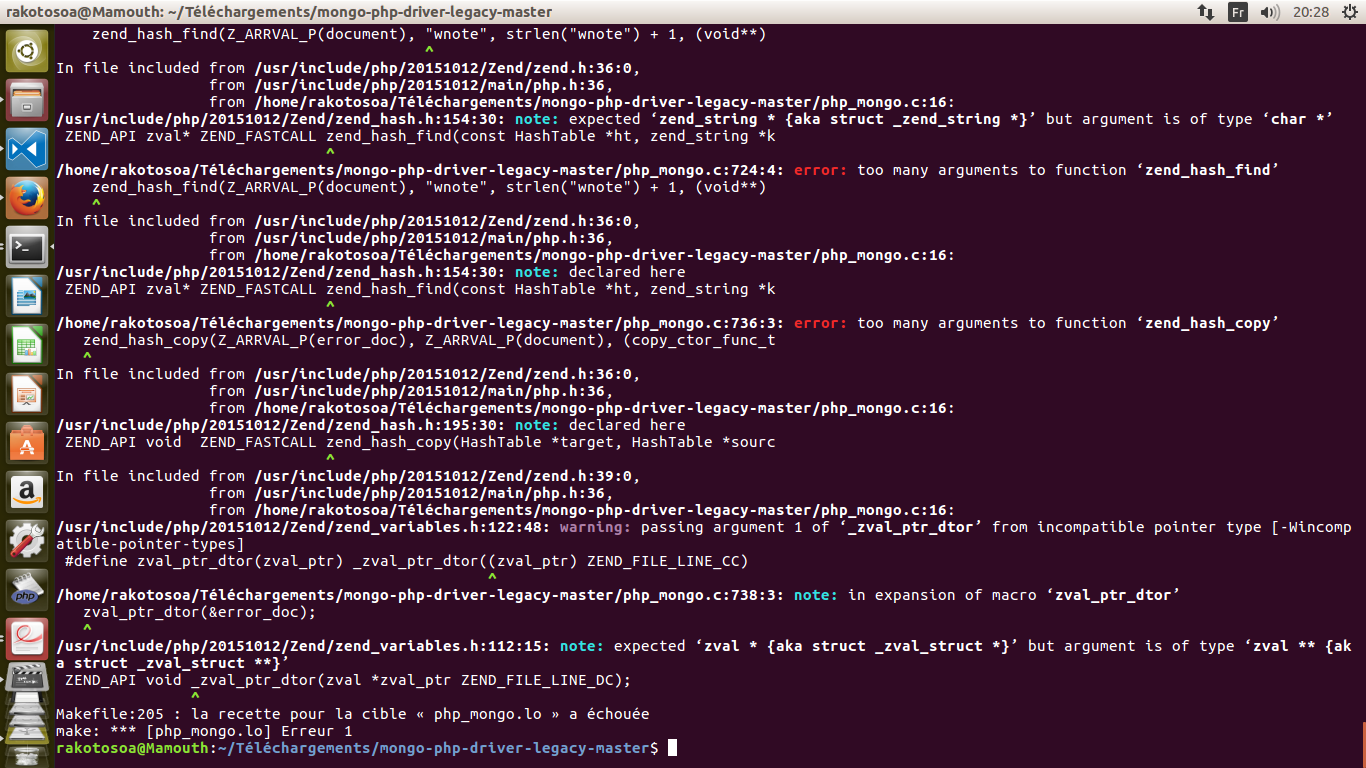 rakotosoa@Mamouth: ~/Téléchargements/mongo-php-driver-legacy-master
Fr
20:28
zend_hash_find(Z_ARRVAL_P(document), "wnote", strlen("wnote") + 1, (void**)
^
In file included from /usr/include/php/20151012/Zend/zend.h:36:0,
from /usr/include/php/20151012/main/php.h:36,
from /home/rakotosoa/Téléchargements/mongo-php-driver-legacy-master/php_mongo.c:16:
/usr/include/php/20151012/Zend/zend_hash.h:154:30: note: expected ‘zend_string * {aka struct _zend_string *}’ but argument is of type ‘char *’
ZEND_API zval* ZEND_FASTCALL zend_hash_find(const HashTable *ht, zend_string *k
^
/home/rakotosoa/Téléchargements/mongo-php-driver-legacy-master/php_mongo.c:724:4: error: too many arguments to function ‘zend_hash_find’
zend_hash_find(Z_ARRVAL_P(document), "wnote", strlen("wnote") + 1, (void**)
^
In file included from /usr/include/php/20151012/Zend/zend.h:36:0,
from /usr/include/php/20151012/main/php.h:36,
from /home/rakotosoa/Téléchargements/mongo-php-driver-legacy-master/php_mongo.c:16:
/usr/include/php/20151012/Zend/zend_hash.h:154:30: note: declared here
ZEND_API zval* ZEND_FASTCALL zend_hash_find(const HashTable *ht, zend_string *k
^
/home/rakotosoa/Téléchargements/mongo-php-driver-legacy-master/php_mongo.c:736:3: error: too many arguments to function ‘zend_hash_copy’
zend_hash_copy(Z_ARRVAL_P(error_doc), Z_ARRVAL_P(document), (copy_ctor_func_t
^
In file included from /usr/include/php/20151012/Zend/zend.h:36:0,
from /usr/include/php/20151012/main/php.h:36,
from /home/rakotosoa/Téléchargements/mongo-php-driver-legacy-master/php_mongo.c:16:
/usr/include/php/20151012/Zend/zend_hash.h:195:30: note: declared here
ZEND_API void  ZEND_FASTCALL zend_hash_copy(HashTable *target, HashTable *sourc
^
In file included from /usr/include/php/20151012/Zend/zend.h:39:0,
from /usr/include/php/20151012/main/php.h:36,
from /home/rakotosoa/Téléchargements/mongo-php-driver-legacy-master/php_mongo.c:16:
/usr/include/php/20151012/Zend/zend_variables.h:122:48: warning: passing argument 1 of ‘_zval_ptr_dtor’ from incompatible pointer type [-Wincomp
atible-pointer-types]
#define zval_ptr_dtor(zval_ptr) _zval_ptr_dtor((zval_ptr) ZEND_FILE_LINE_CC)
^
/home/rakotosoa/Téléchargements/mongo-php-driver-legacy-master/php_mongo.c:738:3: note: in expansion of macro ‘zval_ptr_dtor’
zval_ptr_dtor(&error_doc);
^
/usr/include/php/20151012/Zend/zend_variables.h:112:15: note: expected ‘zval * {aka struct _zval_struct *}’ but argument is of type ‘zval ** {ak
a struct _zval_struct **}’
ZEND_API void _zval_ptr_dtor(zval *zval_ptr ZEND_FILE_LINE_DC);
^
Makefile:205 : la recette pour la cible « php_mongo.lo » a échouée
make: *** [php_mongo.lo] Erreur 1
rakotosoa@Mamouth:~/Téléchargements/mongo-php-driver-legacy-master$
A
a
php